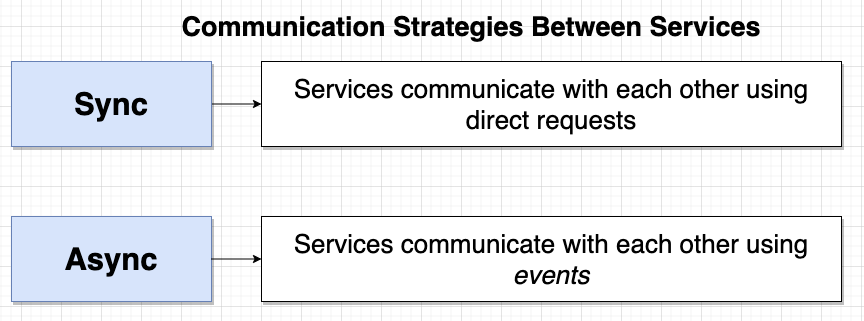 Communication Strategies Between Services
Sync
Services communicate with each other using
direct requests
Async
Services communicate with each other using
events